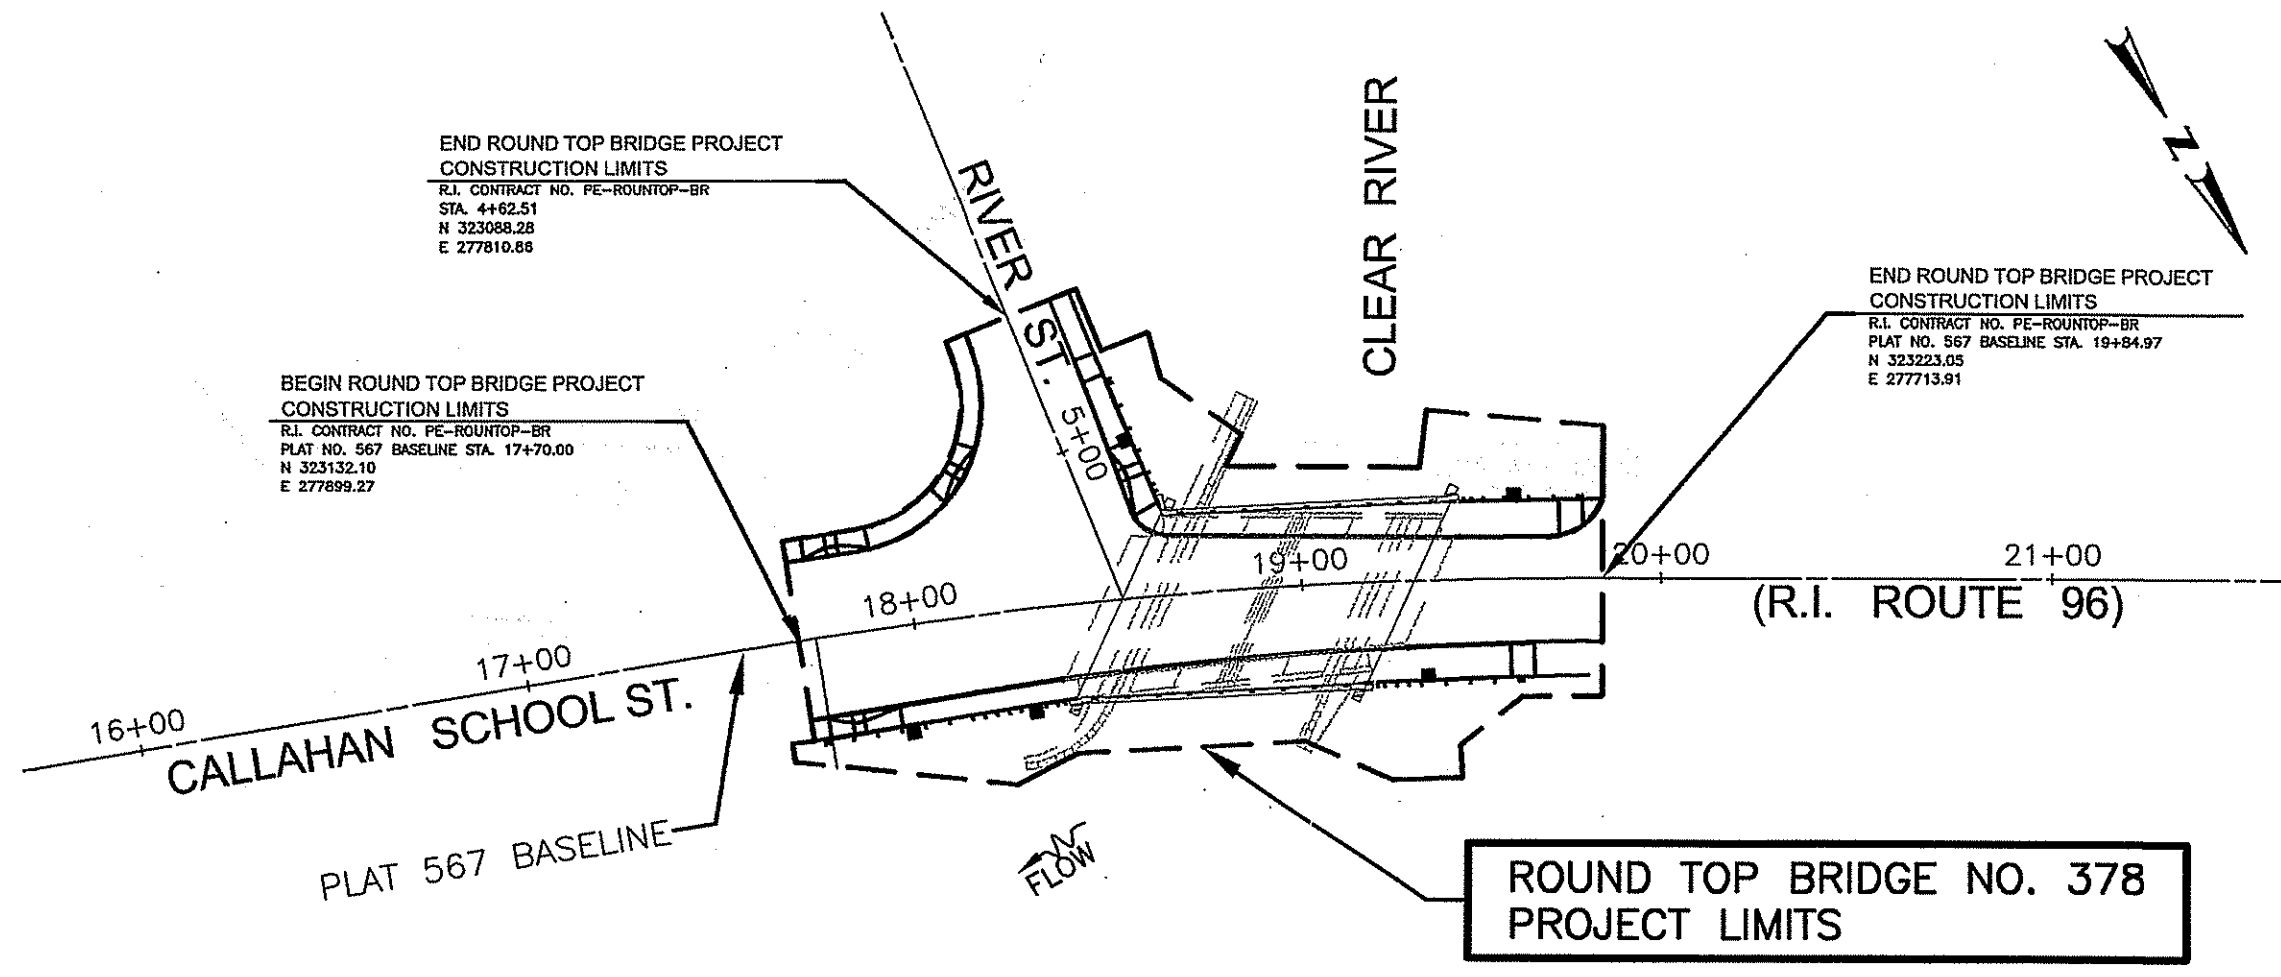 END ROUND TOP BRIDGE PROJECT
CONSTRUCTION LIMITS
R.I. CONTRACT NO. PE-ROUNTOP-BR
STA. 4+62.51
N 323088.28
E 277810.88
RIVER ST.
5+00
CLEAR RIVER
Z
END ROUND TOP BRIDGE PROJECT
CONSTRUCTION LIMITS
R.I. CONTRACT NO. PE-ROUNTOP-BR
PLAT NO. 567 BASELINE STA. 19+84.97
N 323223.05
E 277713.91
BEGIN ROUND TOP BRIDGE PROJECT
CONSTRUCTION LIMITS
R.I. CONTRACT NO. PE-ROUNTOP-BR
PLAT NO. 567 BASELINE STA. 17+70.00
N 323132.10
E 277899.27
16+00
17+00
18+00
19+00
20+00
21+00
CALLAHAN SCHOOL ST.
(R.I. ROUTE 96)
PLAT 567 BASELINE
FLOW
ROUND TOP BRIDGE NO. 378
PROJECT LIMITS